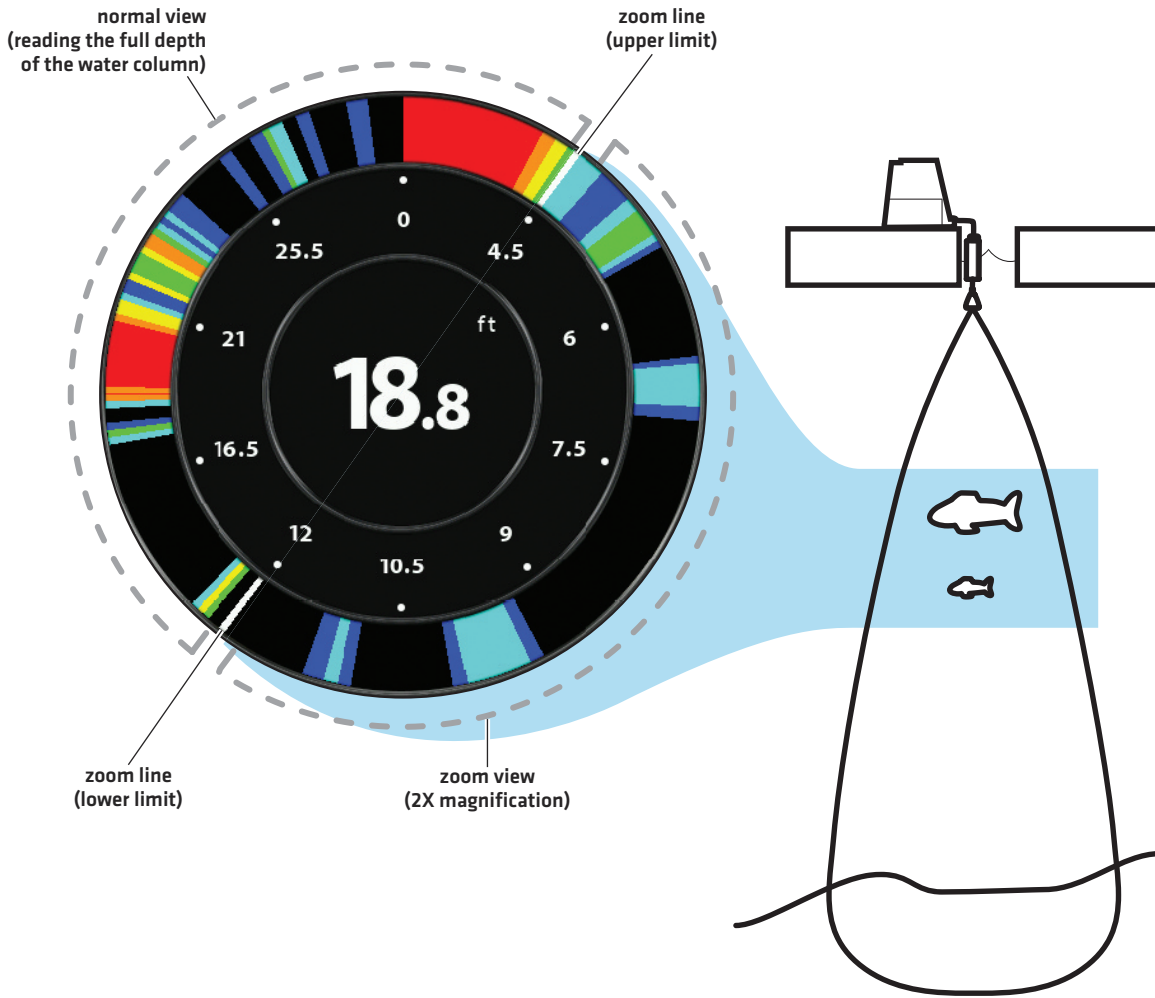 normal view
(reading the full depth
of the water column)
zoom line
(upper limit)
0
25.5
4.5
ft
21
6
18.8
16.5
7.5
12
9
10.5
zoom line
(lower limit)
zoom view
(2X magnification)